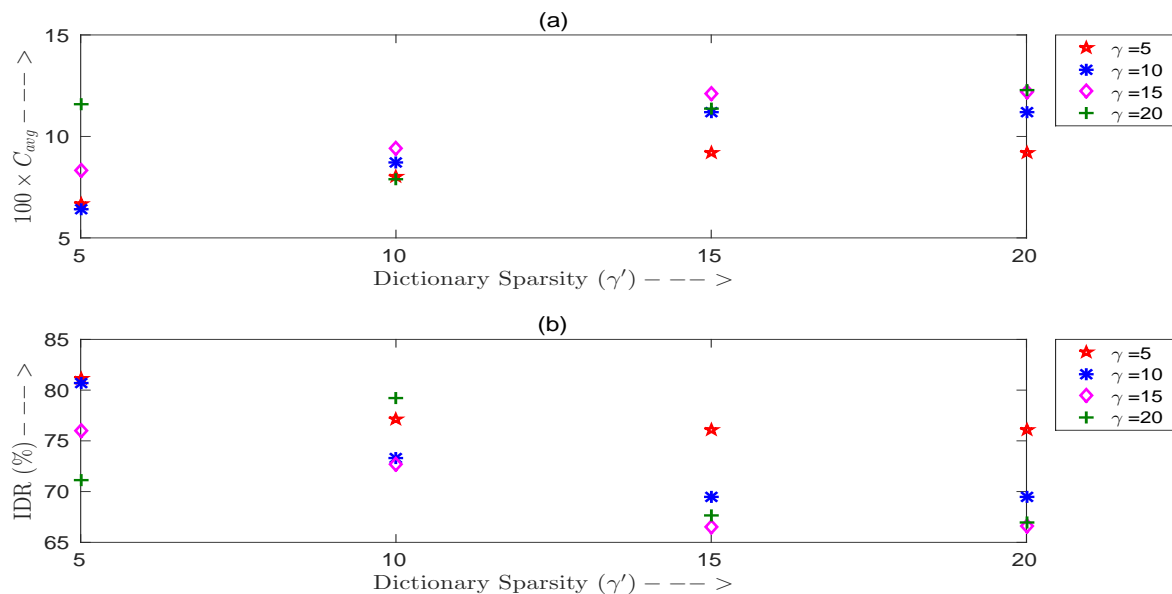 (a)
100 × C_avg − − − >
15
10
5
5
10
15
20
Dictionary Sparsity (γ′) − − − >
γ =5
γ =10
γ =15
γ =20
(b)
IDR (%) − − − >
85
80
75
70
65
5
10
15
20
Dictionary Sparsity (γ′) − − − >
γ =5
γ =10
γ =15
γ =20